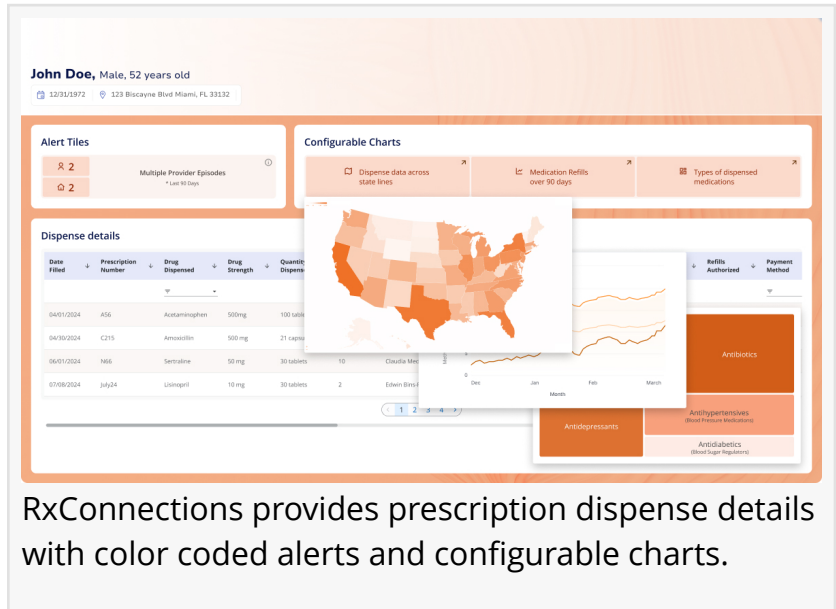 John Doe, Male, 52 years old
12/31/1972 123 Biscayne Blvd Miami, FL 33132
Alert Tiles
2
2
Multiple Provider Episodes
* Last 90 Days
Configurable Charts
Dispense data across
state lines
Medication Refills
over 90 days
Types of dispensed
medications
Dispense details
Date Filled Prescription Number Drug Dispensed Drug Strength Quantity Refills Authorized Payment Method
04/01/2024 A56 Acetaminophen 500mg 100
04/30/2024 C215 Amoxicillin 500 mg 21
06/01/2024 N66 Sertraline 50 mg 30 tablets 10 Claudia
07/08/2024 July24 Lisinopril 10 mg 30 tablets 2 Edwin
1 2 3 4
0
Dec Jan Feb March
Month
Antibiotics
Antidepressants
Antihypertensives
(Blood Pressure Medications)
Antidiabetics
(Blood Sugar Regulators)
RxConnections provides prescription dispense details
with color coded alerts and configurable charts.